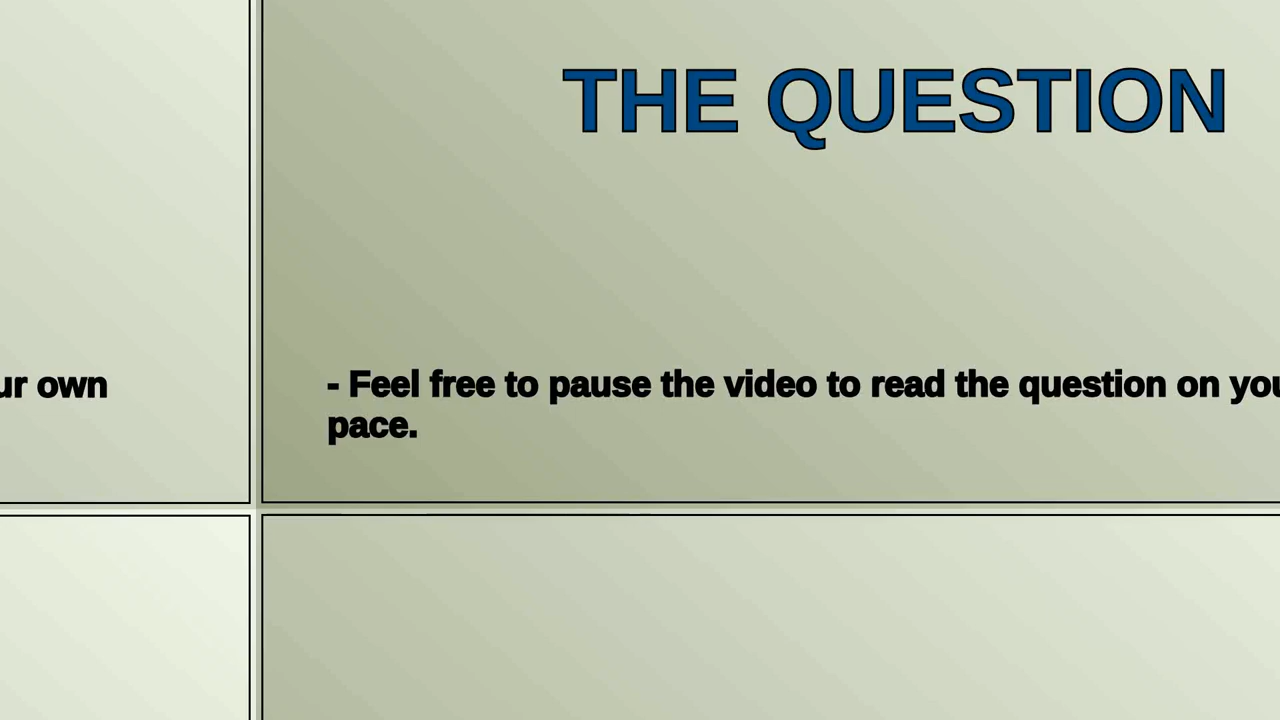 THE QUESTION
ur own
- Feel free to pause the video to read the question on you
pace.